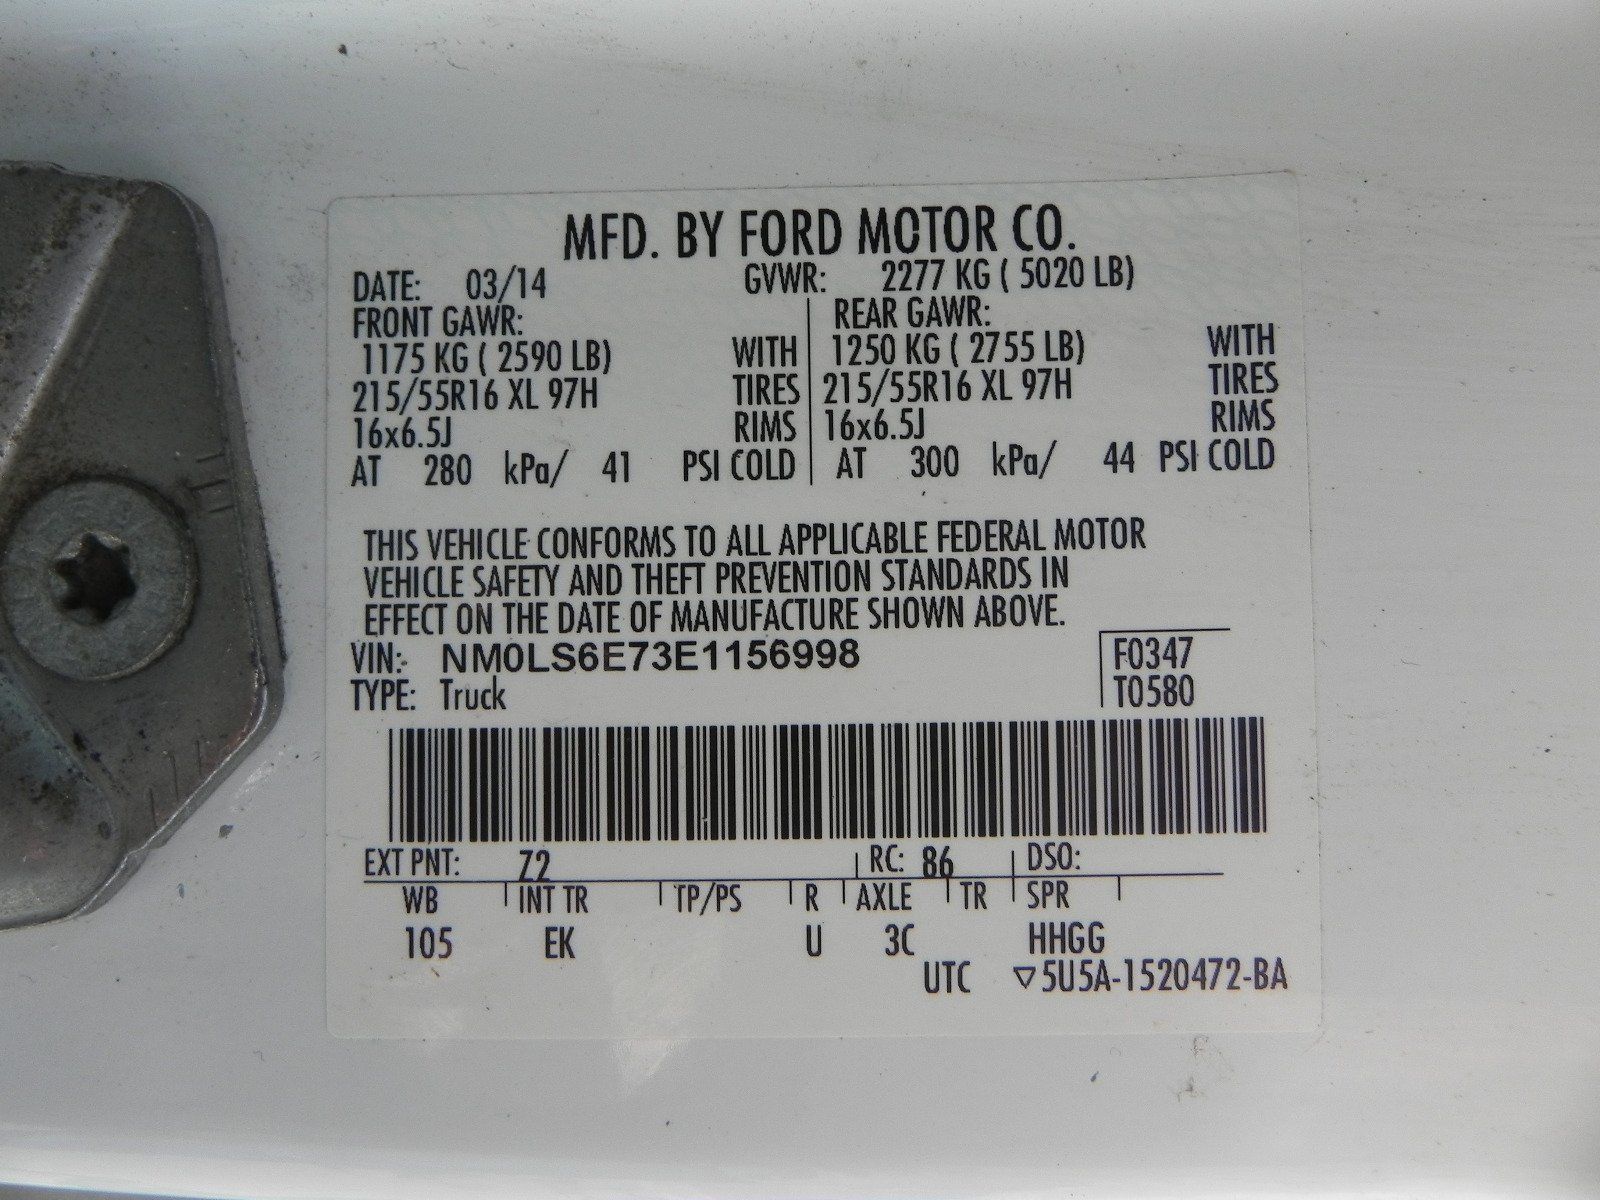 MFD. BY FORD MOTOR CO.
DATE: 03/14 GVWR: 2277 KG ( 5020 LB)
FRONT GAWR: REAR GAWR:
1175 KG ( 2590 LB) WITH 1250 KG ( 2755 LB) WITH
215/55R16 XL 97H TIRES 215/55R16 XL 97H TIRES
16x6.5J RIMS 16x6.5J RIMS
AT 280 kPa/ 41 PSI COLD AT 300 kPa/ 44 PSI COLD
THIS VEHICLE CONFORMS TO ALL APPLICABLE FEDERAL MOTOR
VEHICLE SAFETY AND THEFT PREVENTION STANDARDS IN
EFFECT ON THE DATE OF MANUFACTURE SHOWN ABOVE.
VIN: NM0LS6E73E1156998 F0347
TYPE: Truck T0580
EXT PNT: Z2 RC: 86 DSO:
WB INT TR TP/PS R AXLE TR SPR
105 EK U 3C HHGG
UTC ▽5U5A-1520472-BA